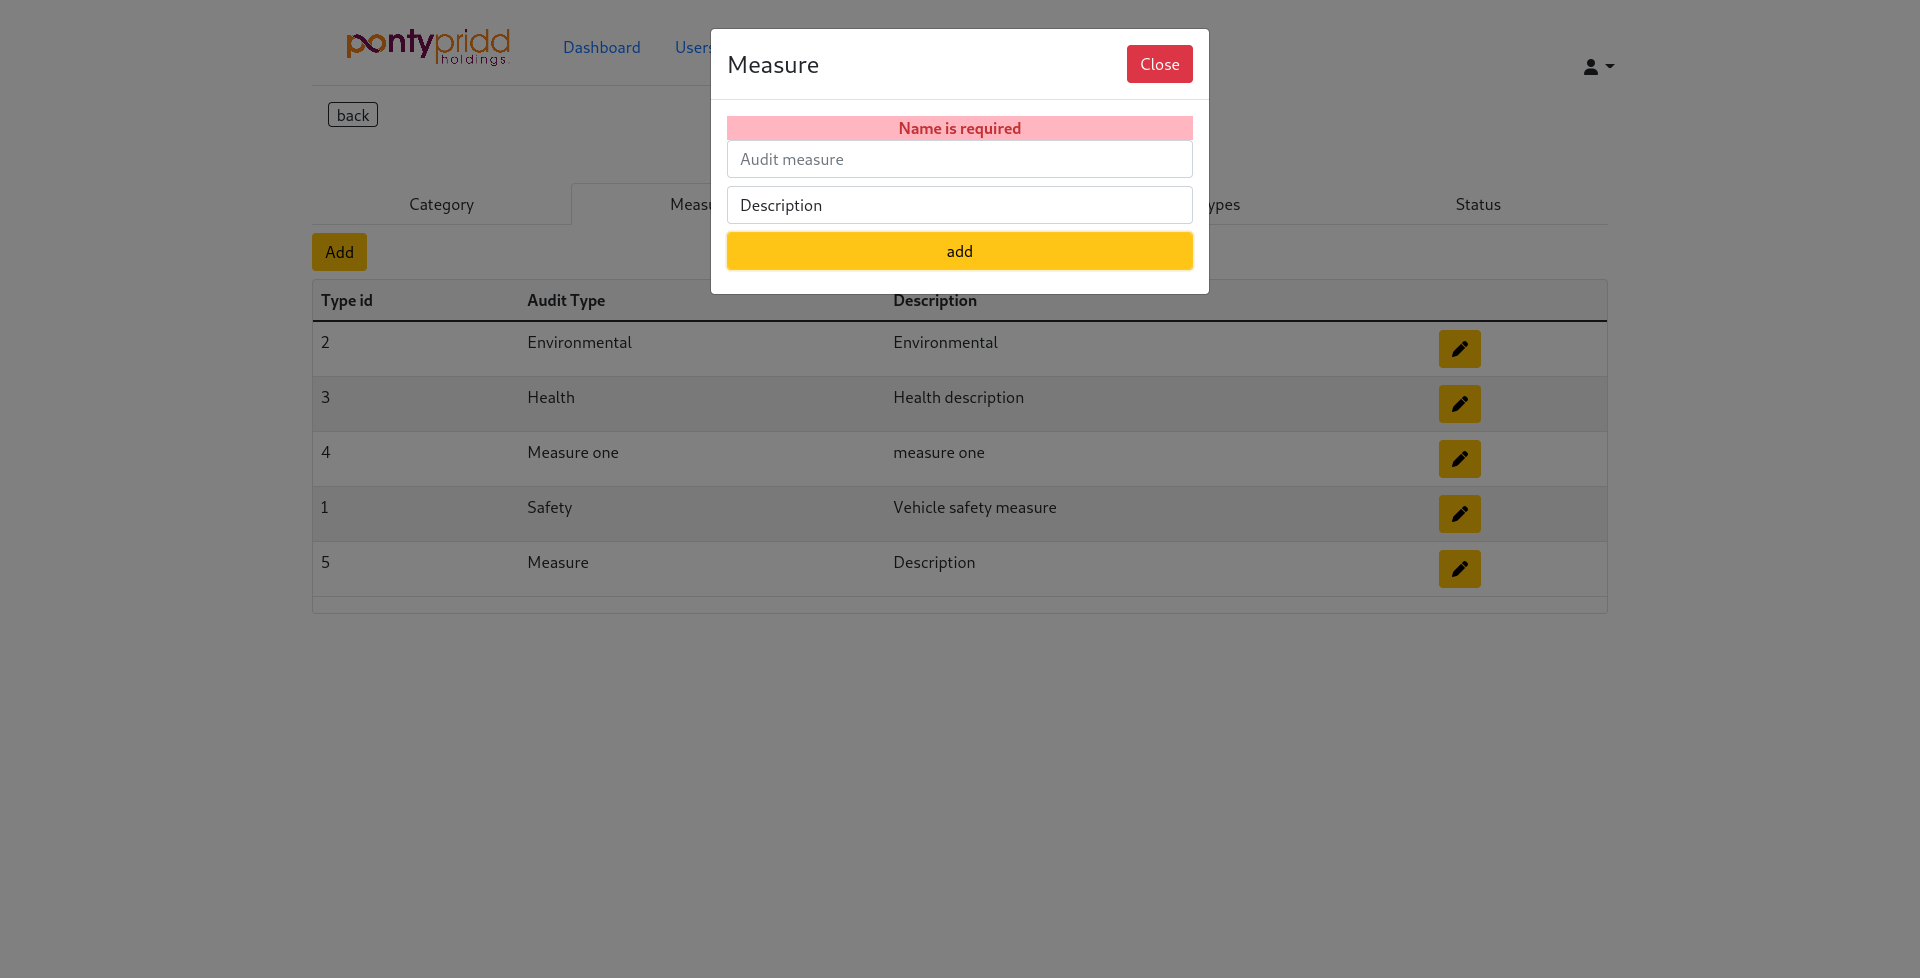 pontypridd
holdings
Dashboard
Users
Measure
Close
back
Name is required
Audit measure
Category
Measu
Description
ypes
Status
Add
add
Type id
Audit Type
Description
2
Environmental
Environmental
3
Health
Health description
4
Measure one
measure one
1
Safety
Vehicle safety measure
5
Measure
Description